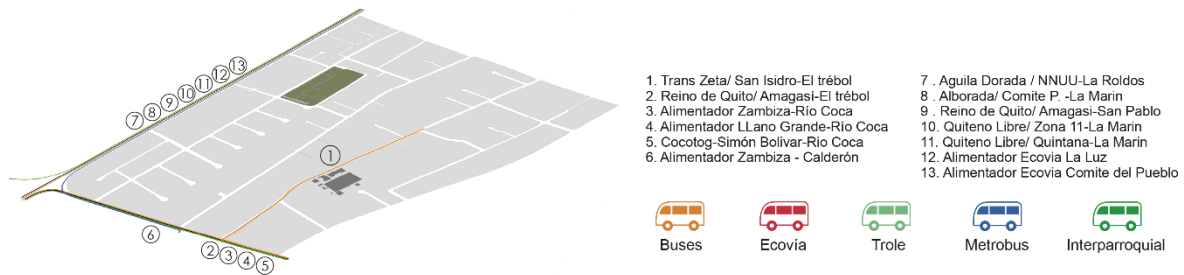 7 8 9 10 11 12 13
1
6
2 3 4 5
1. Trans Zeta/ San Isidro-El trébol
2. Reino de Quito/ Amagasí-El trébol
3. Alimentador Zambiza-Río Coca
4. Alimentador LLano Grande-Río Coca
5. Cocotog-Simón Bolivar-Rio Coca
6. Alimentador Zambiza - Calderón
7 . Aguila Dorada / NNUU-La Roldos
8 . Alborada/ Comite P. -La Marin
9 . Reino de Quito/ Amagasi-San Pablo
10. Quiteno Libre/ Zona 11-La Marin
11. Quiteno Libre/ Quintana-La Marin
12. Alimentador Ecovia La Luz
13. Alimentador Ecovia Comite del Pueblo
Buses
Ecovía
Trole
Metrobus
Interparroquial